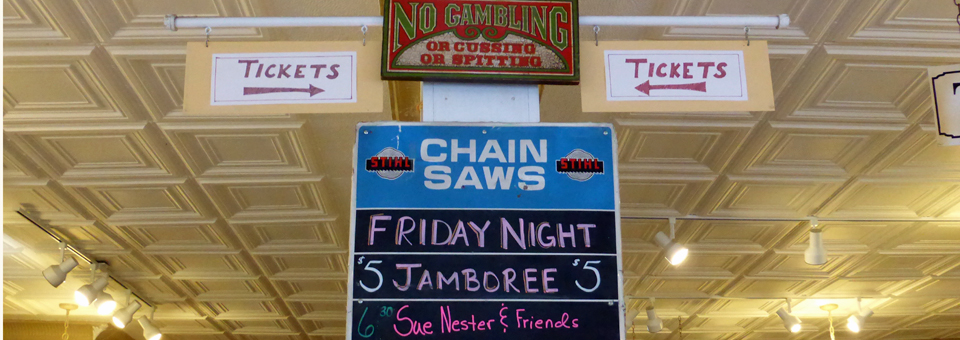 NO GAMBLING
OR CUSSING
OR SPITTING
TICKETS
TICKETS
CHAIN
SAWS
STIHL
STIHL
FRIDAY NIGHT
$5 JAMBOREE $5
6:30 Sue Nester & Friends